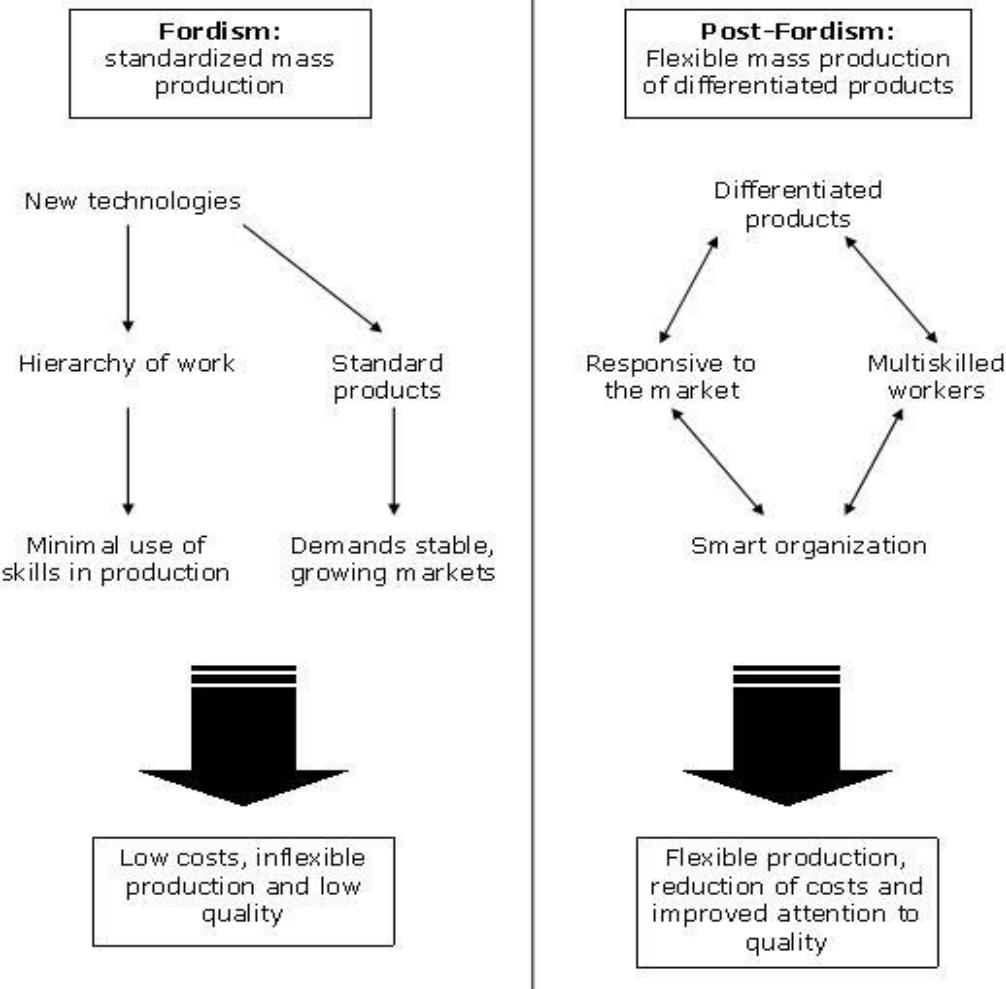 Fordism:
standardized mass
production
New technologies
Hierarchy of work
Standard
products
Minimal use of
skills in production
Demands stable,
growing markets
Low costs, inflexible
production and low
quality
Post-Fordism:
Flexible mass production
of differentiated products
Differentiated
products
Responsive to
the market
Multiskilled
workers
Smart organization
Flexible production,
reduction of costs and
improved attention to
quality